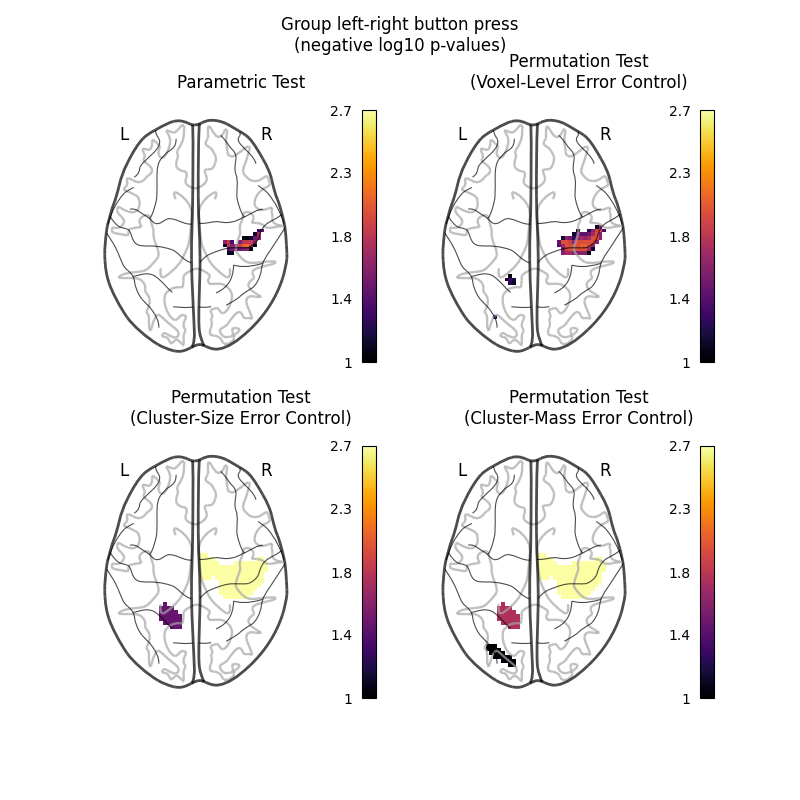 Group left-right button press
(negative log10 p-values)
Parametric Test
L
R
2.7
2.3
1.8
1.4
1
Permutation Test
(Voxel-Level Error Control)
L
R
2.7
2.3
1.8
1.4
1
Permutation Test
(Cluster-Size Error Control)
L
R
2.7
2.3
1.8
1.4
1
Permutation Test
(Cluster-Mass Error Control)
L
R
2.7
2.3
1.8
1.4
1